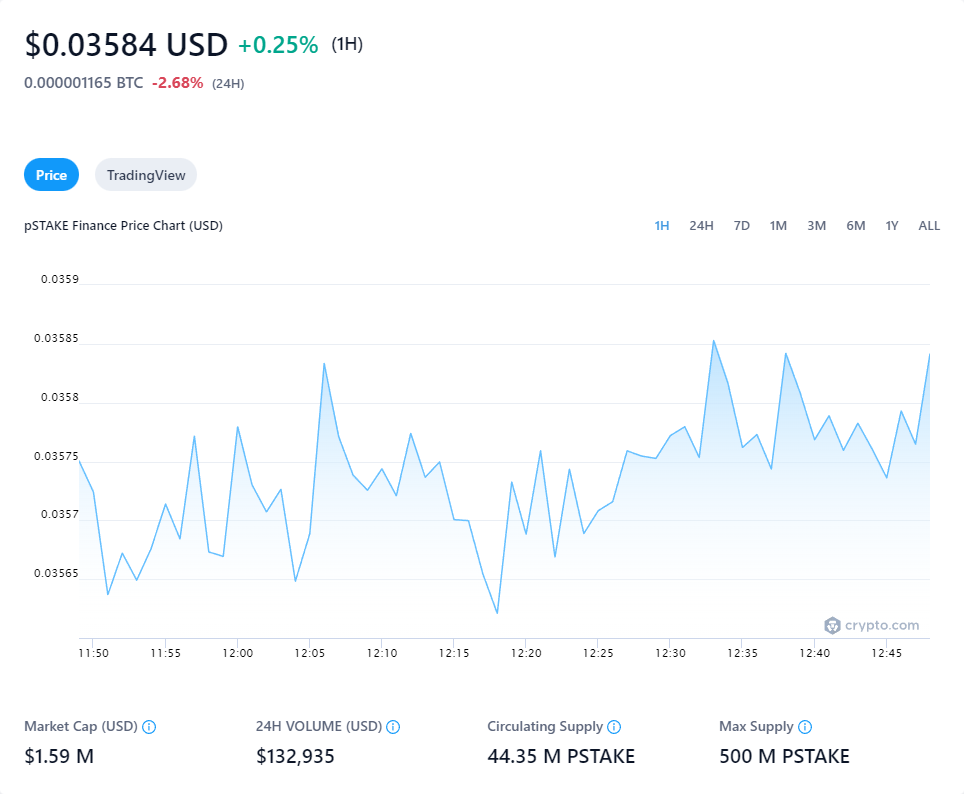 $0.03584 USD +0.25% (1H)
0.000001165 BTC -2.68% (24H)
Price TradingView
pSTAKE Finance Price Chart (USD) 1H 24H 7D 1M 3M 6M 1Y ALL
0.0359
0.03585
0.0358
0.03575
0.0357
0.03565
crypto.com
11:50 11:55 12:00 12:05 12:10 12:15 12:20 12:25 12:30 12:35 12:40 12:45
Market Cap (USD) 24H VOLUME (USD) Circulating Supply Max Supply
$1.59 M $132,935 44.35 M PSTAKE 500 M PSTAKE